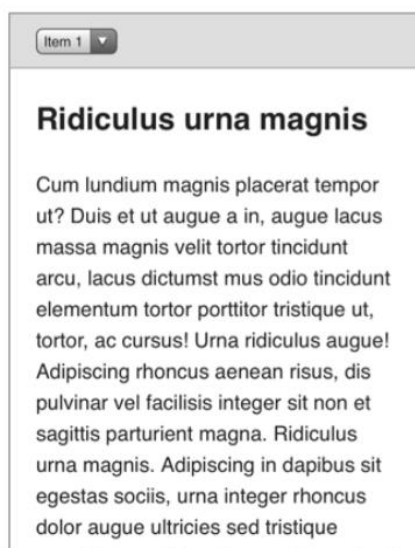 Item 1
Ridiculus urna magnis
Cum lundium magnis placerat tempor
ut? Duis et ut augue a in, augue lacus
massa magnis velit tortor tincidunt
arcu, lacus dictumst mus odio tincidunt
elementum tortor porttitor tristique ut,
tortor, ac cursus! Urna ridiculus augue!
Adipiscing rhoncus aenean risus, dis
pulvinar vel facilisis integer sit non et
sagittis parturient magna. Ridiculus
urna magnis. Adipiscing in dapibus sit
egestas sociis, urna integer rhoncus
dolor augue ultricies sed tristique